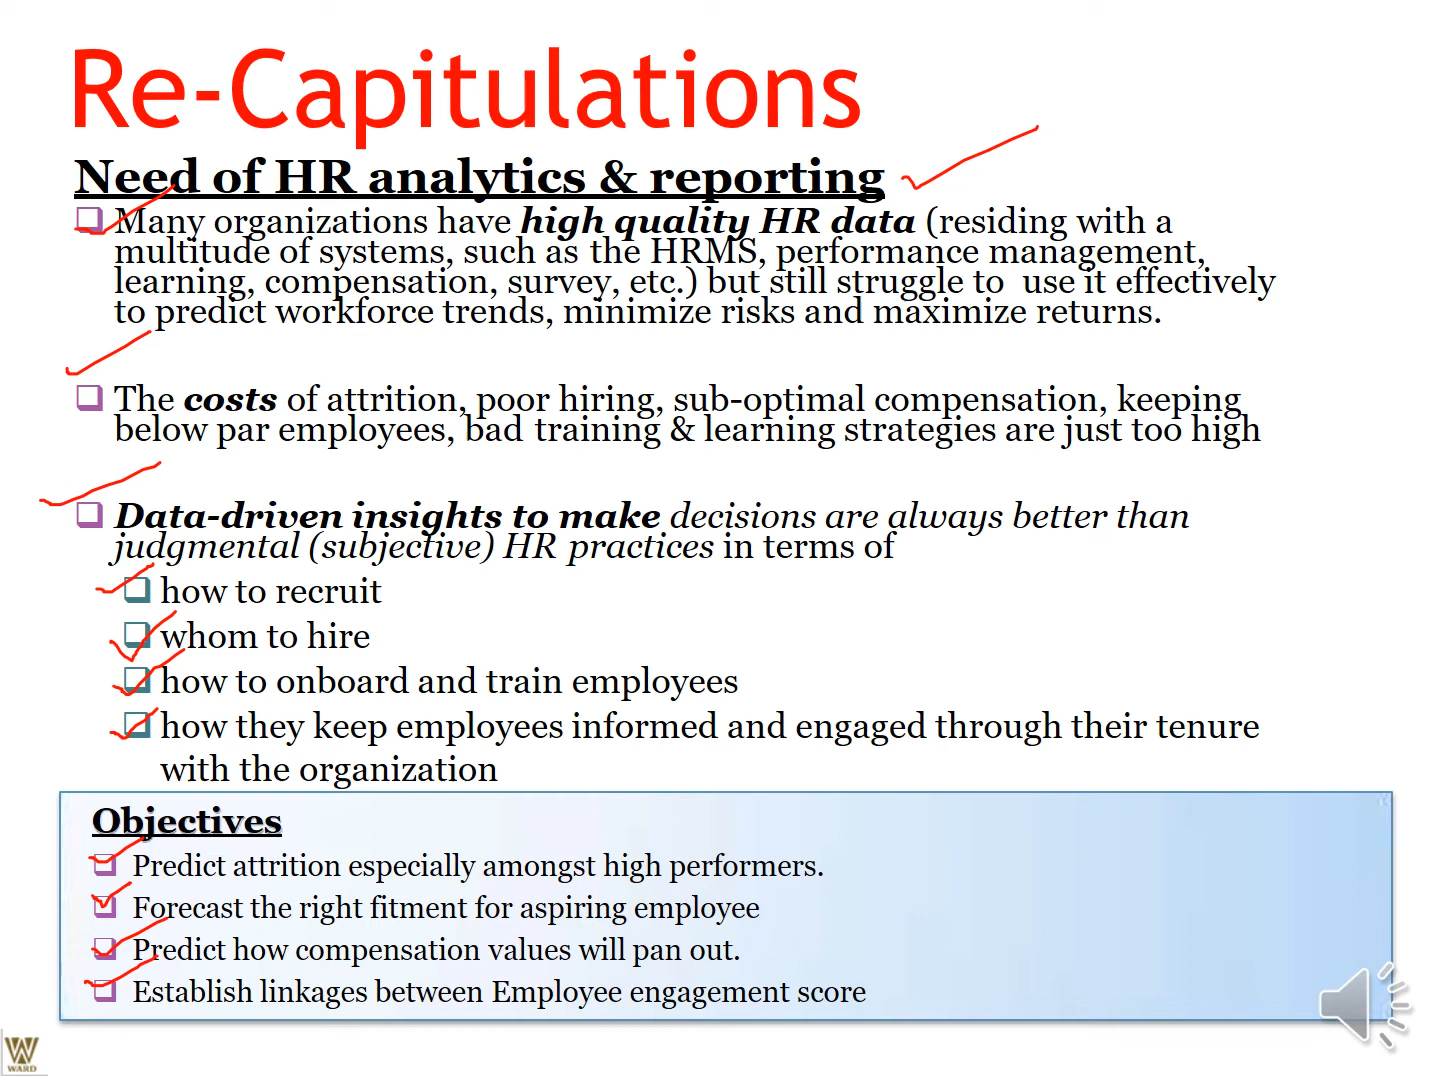 Re-Capitulations
Need of HR analytics & reporting
Many organizations have high quality HR data (residing with a
multitude of systems, such as the HRMS, performance management,
learning, compensation, survey, etc.) but still struggle to use it effectively
to predict workforce trends, minimize risks and maximize returns.
The costs of attrition, poor hiring, sub-optimal compensation, keeping
below par employees, bad training & learning strategies are just too high
Data-driven insights to make decisions are always better than
judgmental (subjective) HR practices in terms of
how to recruit
whom to hire
how to onboard and train employees
how they keep employees informed and engaged through their tenure
with the organization
Objectives
Predict attrition especially amongst high performers.
Forecast the right fitment for aspiring employee
Predict how compensation values will pan out.
Establish linkages between Employee engagement score
WARD